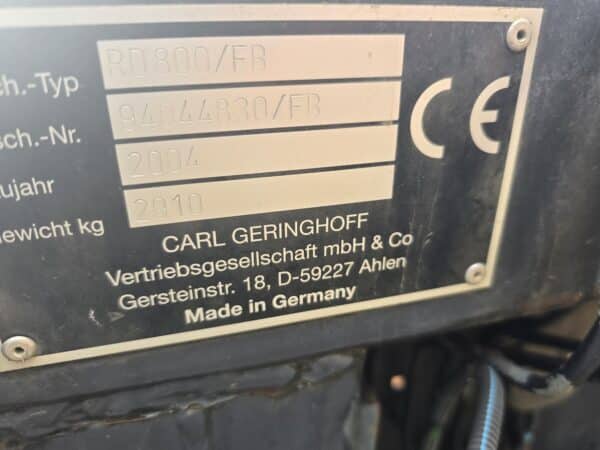 ch.-Typ RD800/FB
sch.-Nr. 94044830/FB
ujahr 2004
ewicht kg 2910
CE
CARL GERINGHOFF
Vertriebsgesellschaft mbH & Co
Gersteinstr. 18, D-59227 Ahlen
Made in Germany